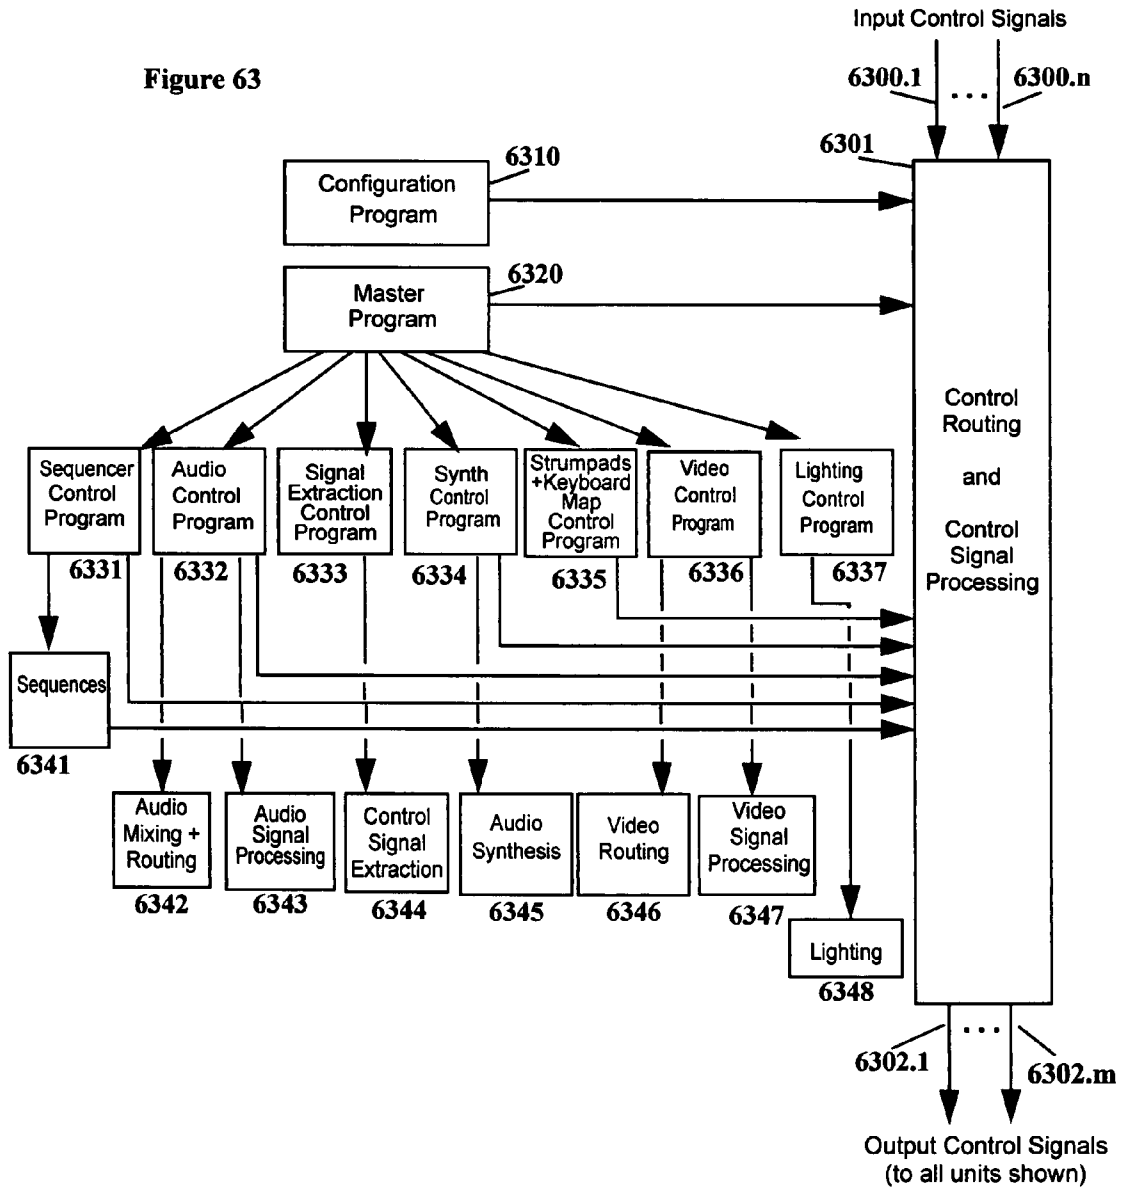 Input Control Signals
Figure 63
6300.1
...
6300.n
6301
6310
Configuration
Program
6320
Master
Program
Control
Routing
and
Control
Signal
Processing
Sequencer
Control
Program
Audio
Control
Program
Signal
Extraction
Control
Program
Synth
Control
Program
Strumpads
+Keyboard
Map
Control
Program
Video
Control
Program
Lighting
Control
Program
6331
6332
6333
6334
6335
6336
6337
Sequences
6341
Audio
Mixing +
Routing
Audio
Signal
Processing
Control
Signal
Extraction
Audio
Synthesis
Video
Routing
Video
Signal
Processing
6342
6343
6344
6345
6346
6347
Lighting
6348
6302.1
...
6302.m
Output Control Signals
(to all units shown)